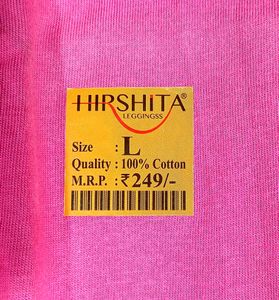 HIRSHITA®
LEGGINGSS
Size : L
Quality : 100% Cotton
M.R.P. : ₹249/-